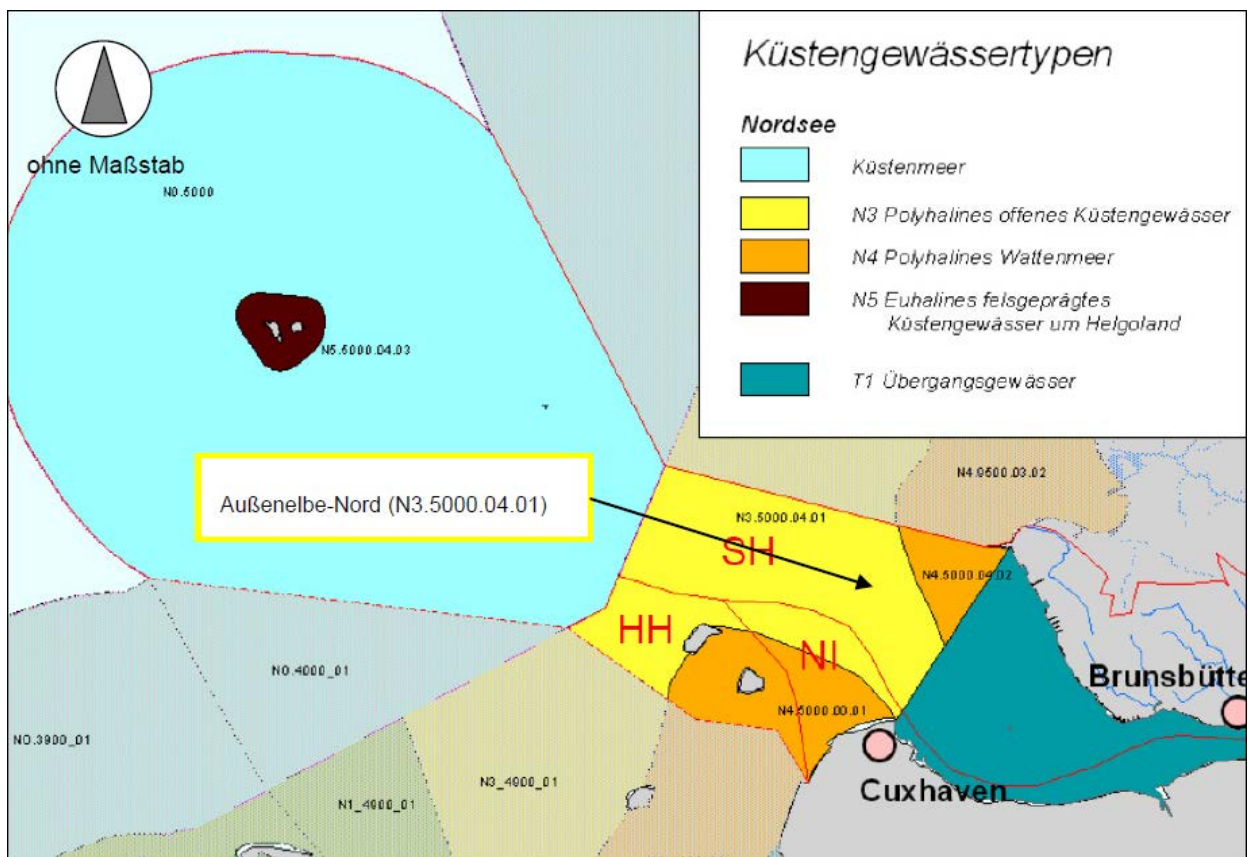 Küstengewässertypen
Nordsee
Küstenmeer
N3 Polyhalines offenes Küstengewässer
N4 Polyhalines Wattenmeer
N5 Euhalines felsgeprägtes
Küstengewässer um Helgoland
T1 Übergangsgewässer
ohne Maßstab
N0.5000
N5.5000.04.03
Außenelbe-Nord (N3.5000.04.01)
N4.9500.03.02
N3.5000.04.01
SH
N4.5000.04.02
HH
NI
N4.5000.00.01
Brunsbütte
Cuxhaven
N0.4000_01
N0.3900_01
N3_4900_01
N1_4900_01